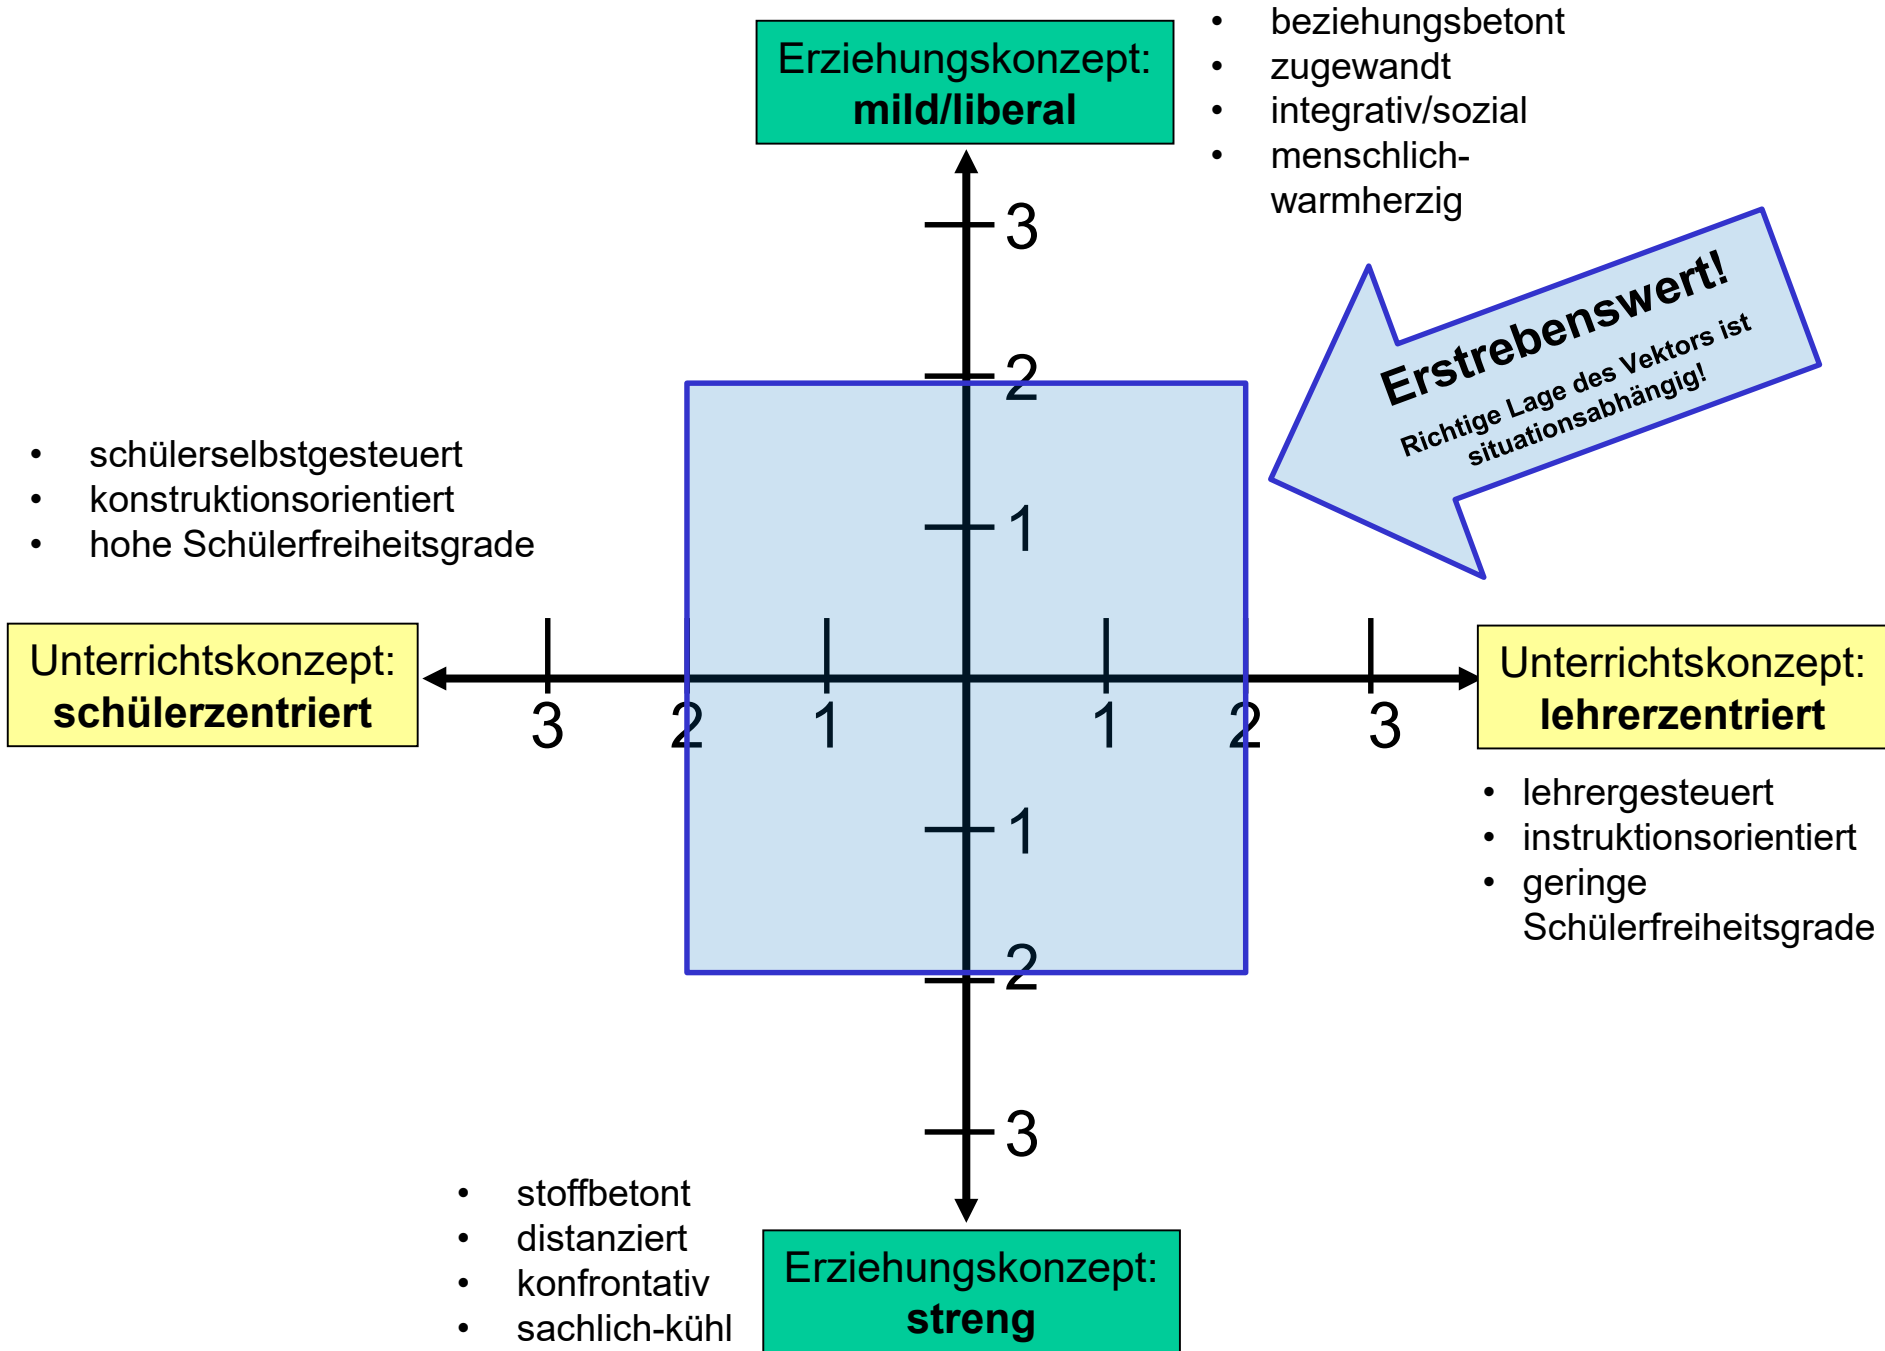 Erziehungskonzept:
mild/liberal
• beziehungsbetont
• zugewandt
• integrativ/sozial
• menschlich-
warmherzig
Erstrebenswert!
Richtige Lage des Vektors ist
situationsabhängig!
3
2
1
• schülerselbstgesteuert
• konstruktionsorientiert
• hohe Schülerfreiheitsgrade
Unterrichtskonzept:
schülerzentriert
3 2 1 1 2 3
Unterrichtskonzept:
lehrerzentriert
• lehrergesteuert
• instruktionsorientiert
• geringe
Schülerfreiheitsgrade
1
2
3
• stoffbetont
• distanziert
• konfrontativ
• sachlich-kühl
Erziehungskonzept:
streng